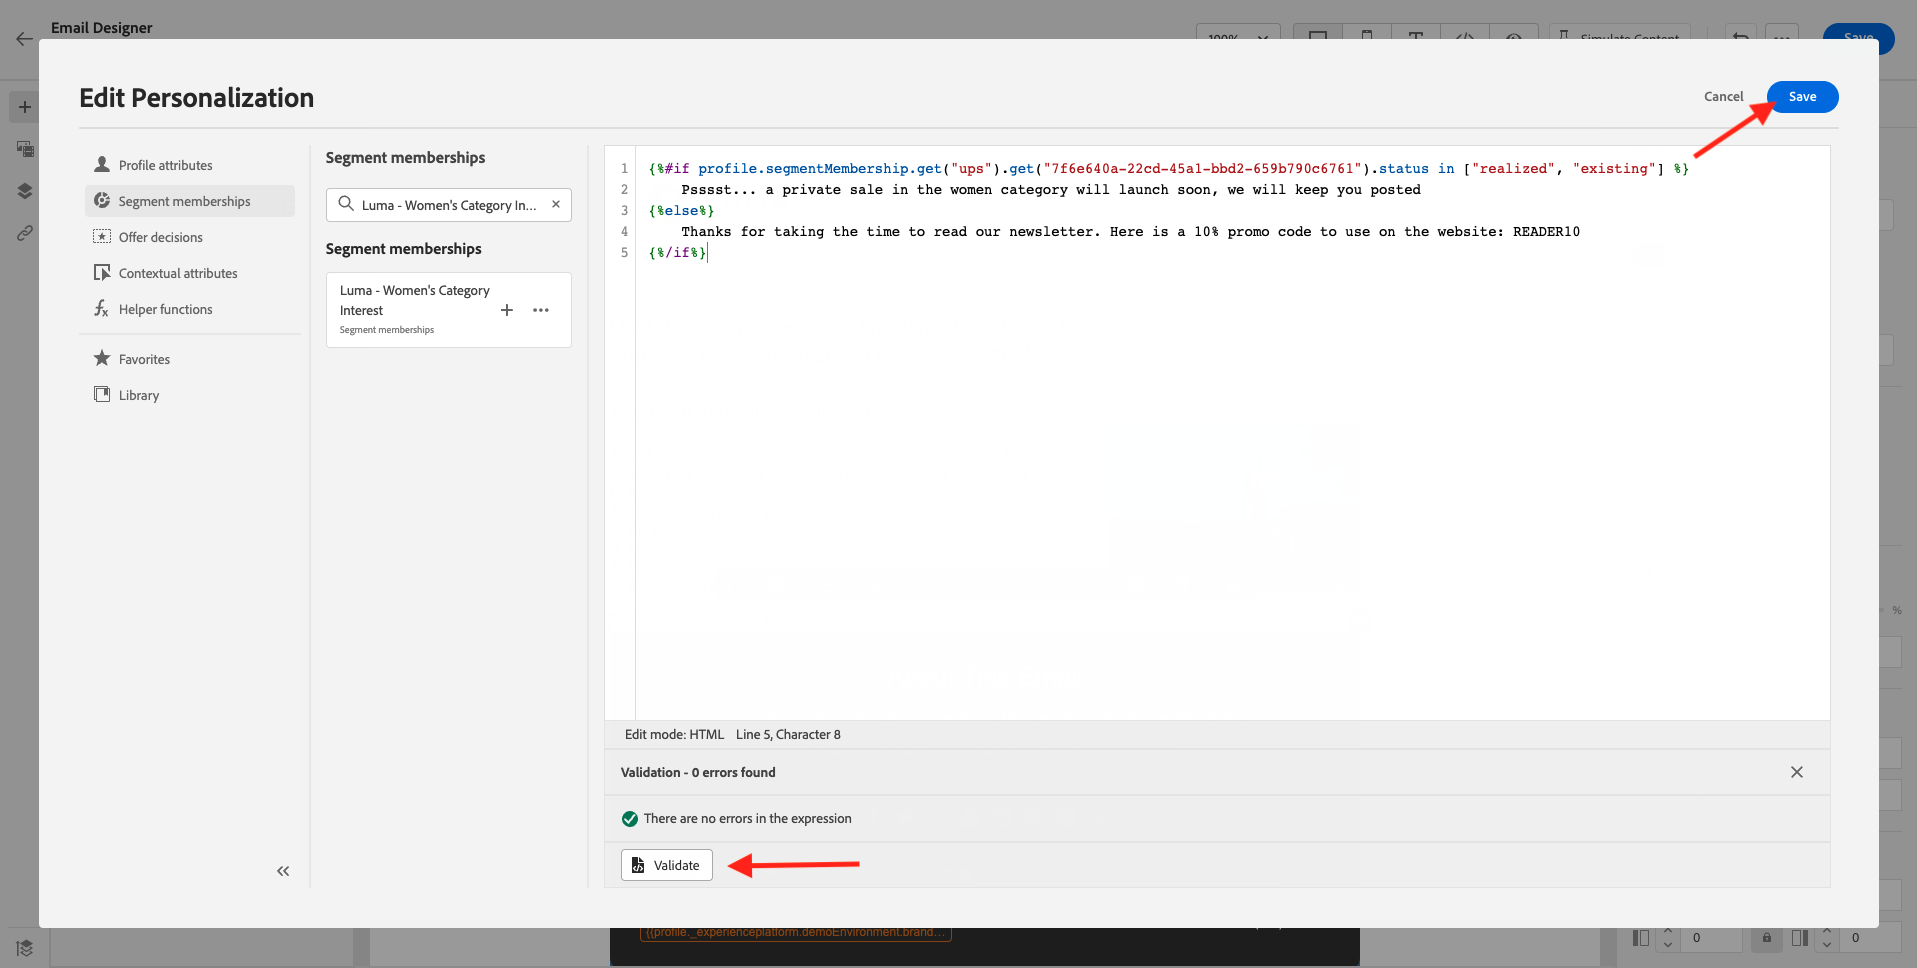 Email Designer
100%
Simulate Content
Save
Edit Personalization
Cancel
Save
Profile attributes
Segment memberships
Offer decisions
Contextual attributes
Helper functions
Favorites
Library
Segment memberships
Luma - Women's Category In...
Segment memberships
Luma - Women's Category
Interest
Segment memberships
1 {%#if profile.segmentMembership.get("ups").get("7f6e640a-22cd-45a1-bbd2-659b790c6761").status in ["realized", "existing"] %}
2 Psssst... a private sale in the women category will launch soon, we will keep you posted
3 {%else%}
4 Thanks for taking the time to read our newsletter. Here is a 10% promo code to use on the website: READER10
5 {%/if%}
Edit mode: HTML Line 5, Character 8
Validation - 0 errors found
There are no errors in the expression
Validate
%
{{profile._experienceplatform.demoEnvironment.brand...
0
0